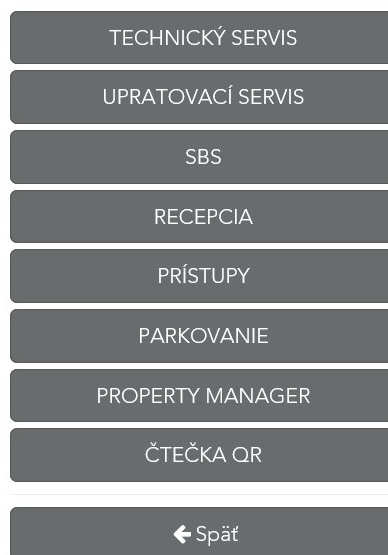 TECHNICKÝ SERVIS
UPRATOVACÍ SERVIS
SBS
RECEPCIA
PRÍSTUPY
PARKOVANIE
PROPERTY MANAGER
ČTEČKA QR
Späť